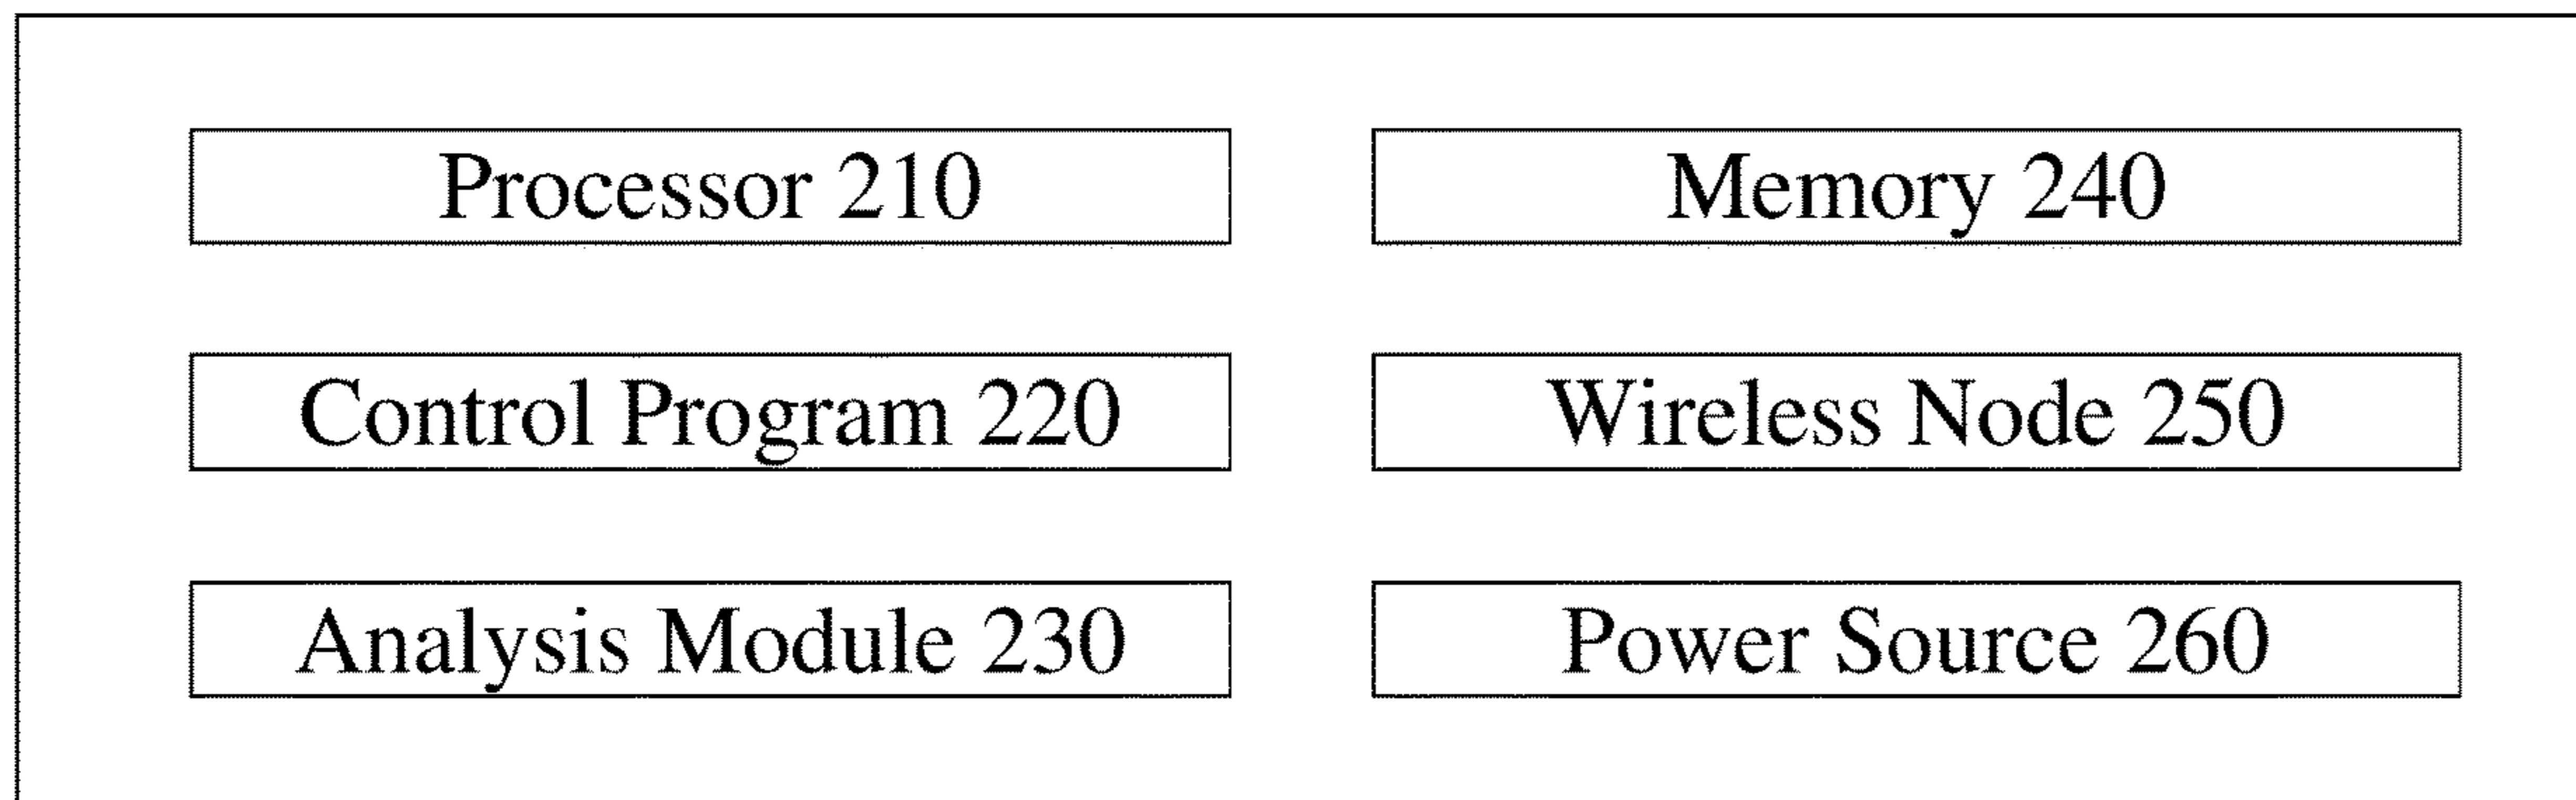 Processor 210
Memory 240
Control Program 220
Wireless Node 250
Analysis Module 230
Power Source 260